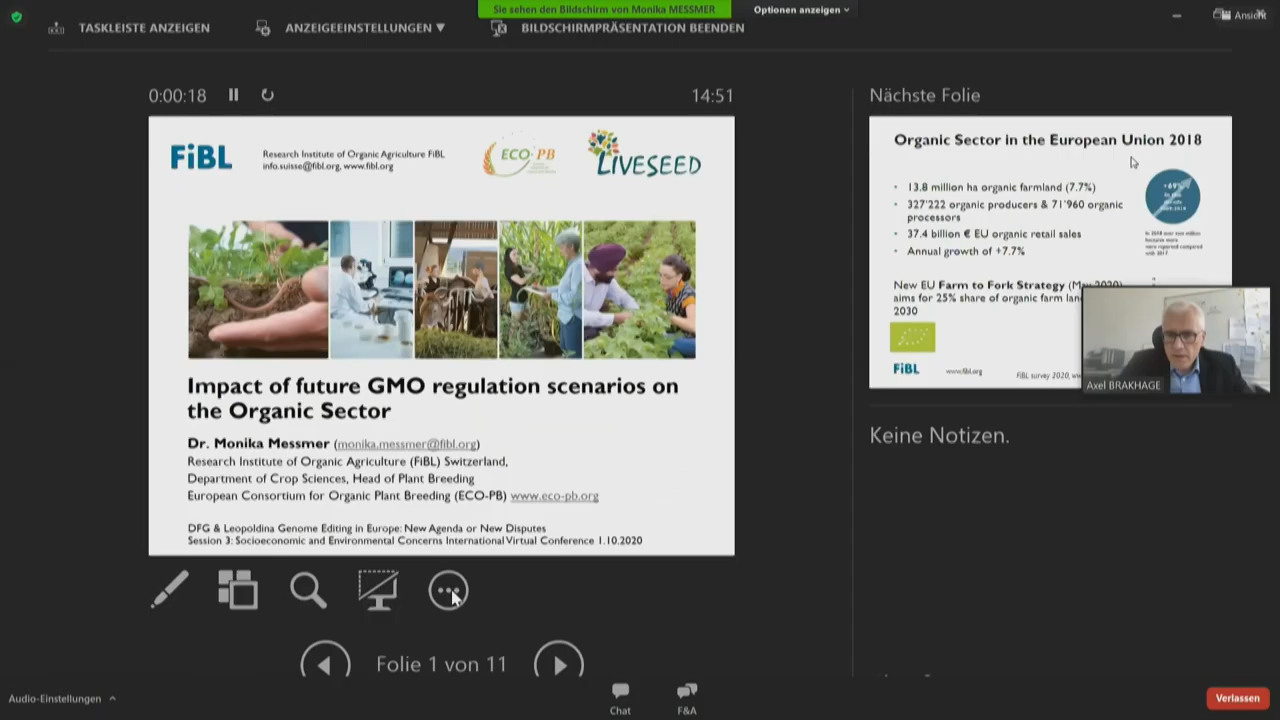 Sie sehen den Bildschirm von Monika MESSMER
Optionen anzeigen
TASKLEISTE ANZEIGEN
ANZEIGEEINSTELLUNGEN ▼
BILDSCHIRMPRÄSENTATION BEENDEN
Ansicht
0:00:18
14:51
FiBL
Research Institute of Organic Agriculture FiBL
info.suisse@fibl.org, www.fibl.org
ECO-PB
LIVESEED
Impact of future GMO regulation scenarios on
the Organic Sector
Dr. Monika Messmer (monika.messmer@fibl.org)
Research Institute of Organic Agriculture (FiBL) Switzerland,
Department of Crop Sciences, Head of Plant Breeding
European Consortium for Organic Plant Breeding (ECO-PB) www.eco-pb.org
DFG & Leopoldina Genome Editing in Europe: New Agenda or New Disputes
Session 3: Socioeconomic and Environmental Concerns International Virtual Conference 1.10.2020
Folie 1 von 11
Nächste Folie
Organic Sector in the European Union 2018
• 13.8 million ha organic farmland (7.7%)
• 327'222 organic producers & 71'960 organic
processors
• 37.4 billion € EU organic retail sales
• Annual growth of +7.7%
New EU Farm to Fork Strategy (May 2020)
aims for 25% share of organic farm
2030
FiBL
www.fibl.org
FiBL survey 2020,
Axel BRAKHAGE
Keine Notizen.
Audio-Einstellungen
Chat
F&A
Verlassen